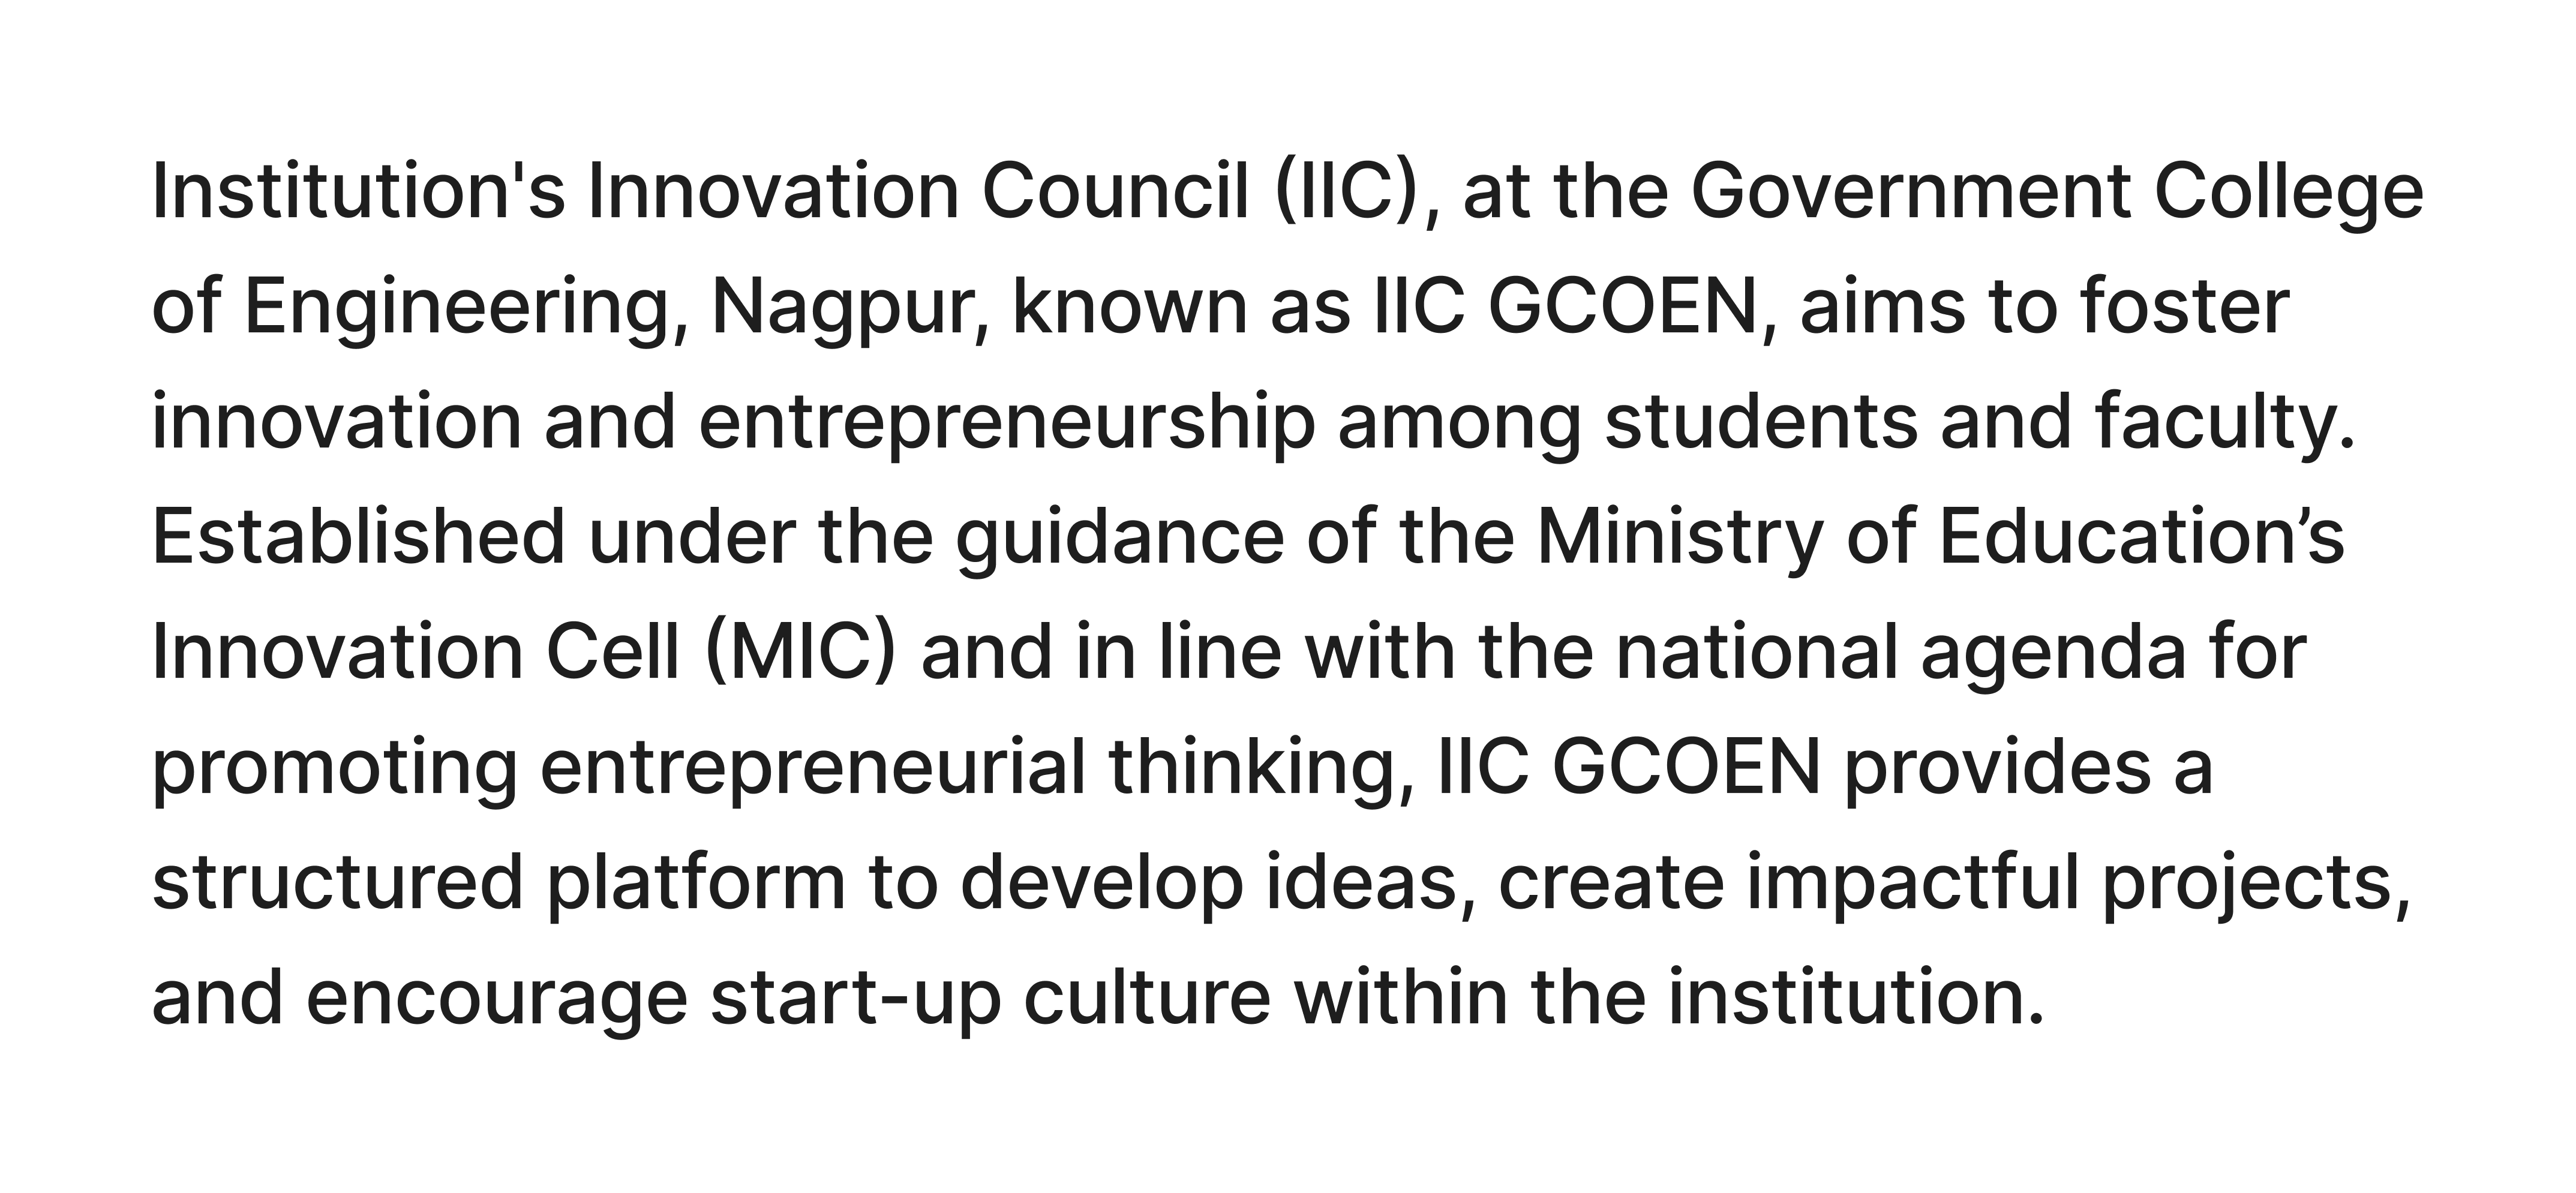 Institution's Innovation Council (IIC), at the Government College
of Engineering, Nagpur, known as IIC GCOEN, aims to foster
innovation and entrepreneurship among students and faculty.
Established under the guidance of the Ministry of Education’s
Innovation Cell (MIC) and in line with the national agenda for
promoting entrepreneurial thinking, IIC GCOEN provides a
structured platform to develop ideas, create impactful projects,
and encourage start-up culture within the institution.